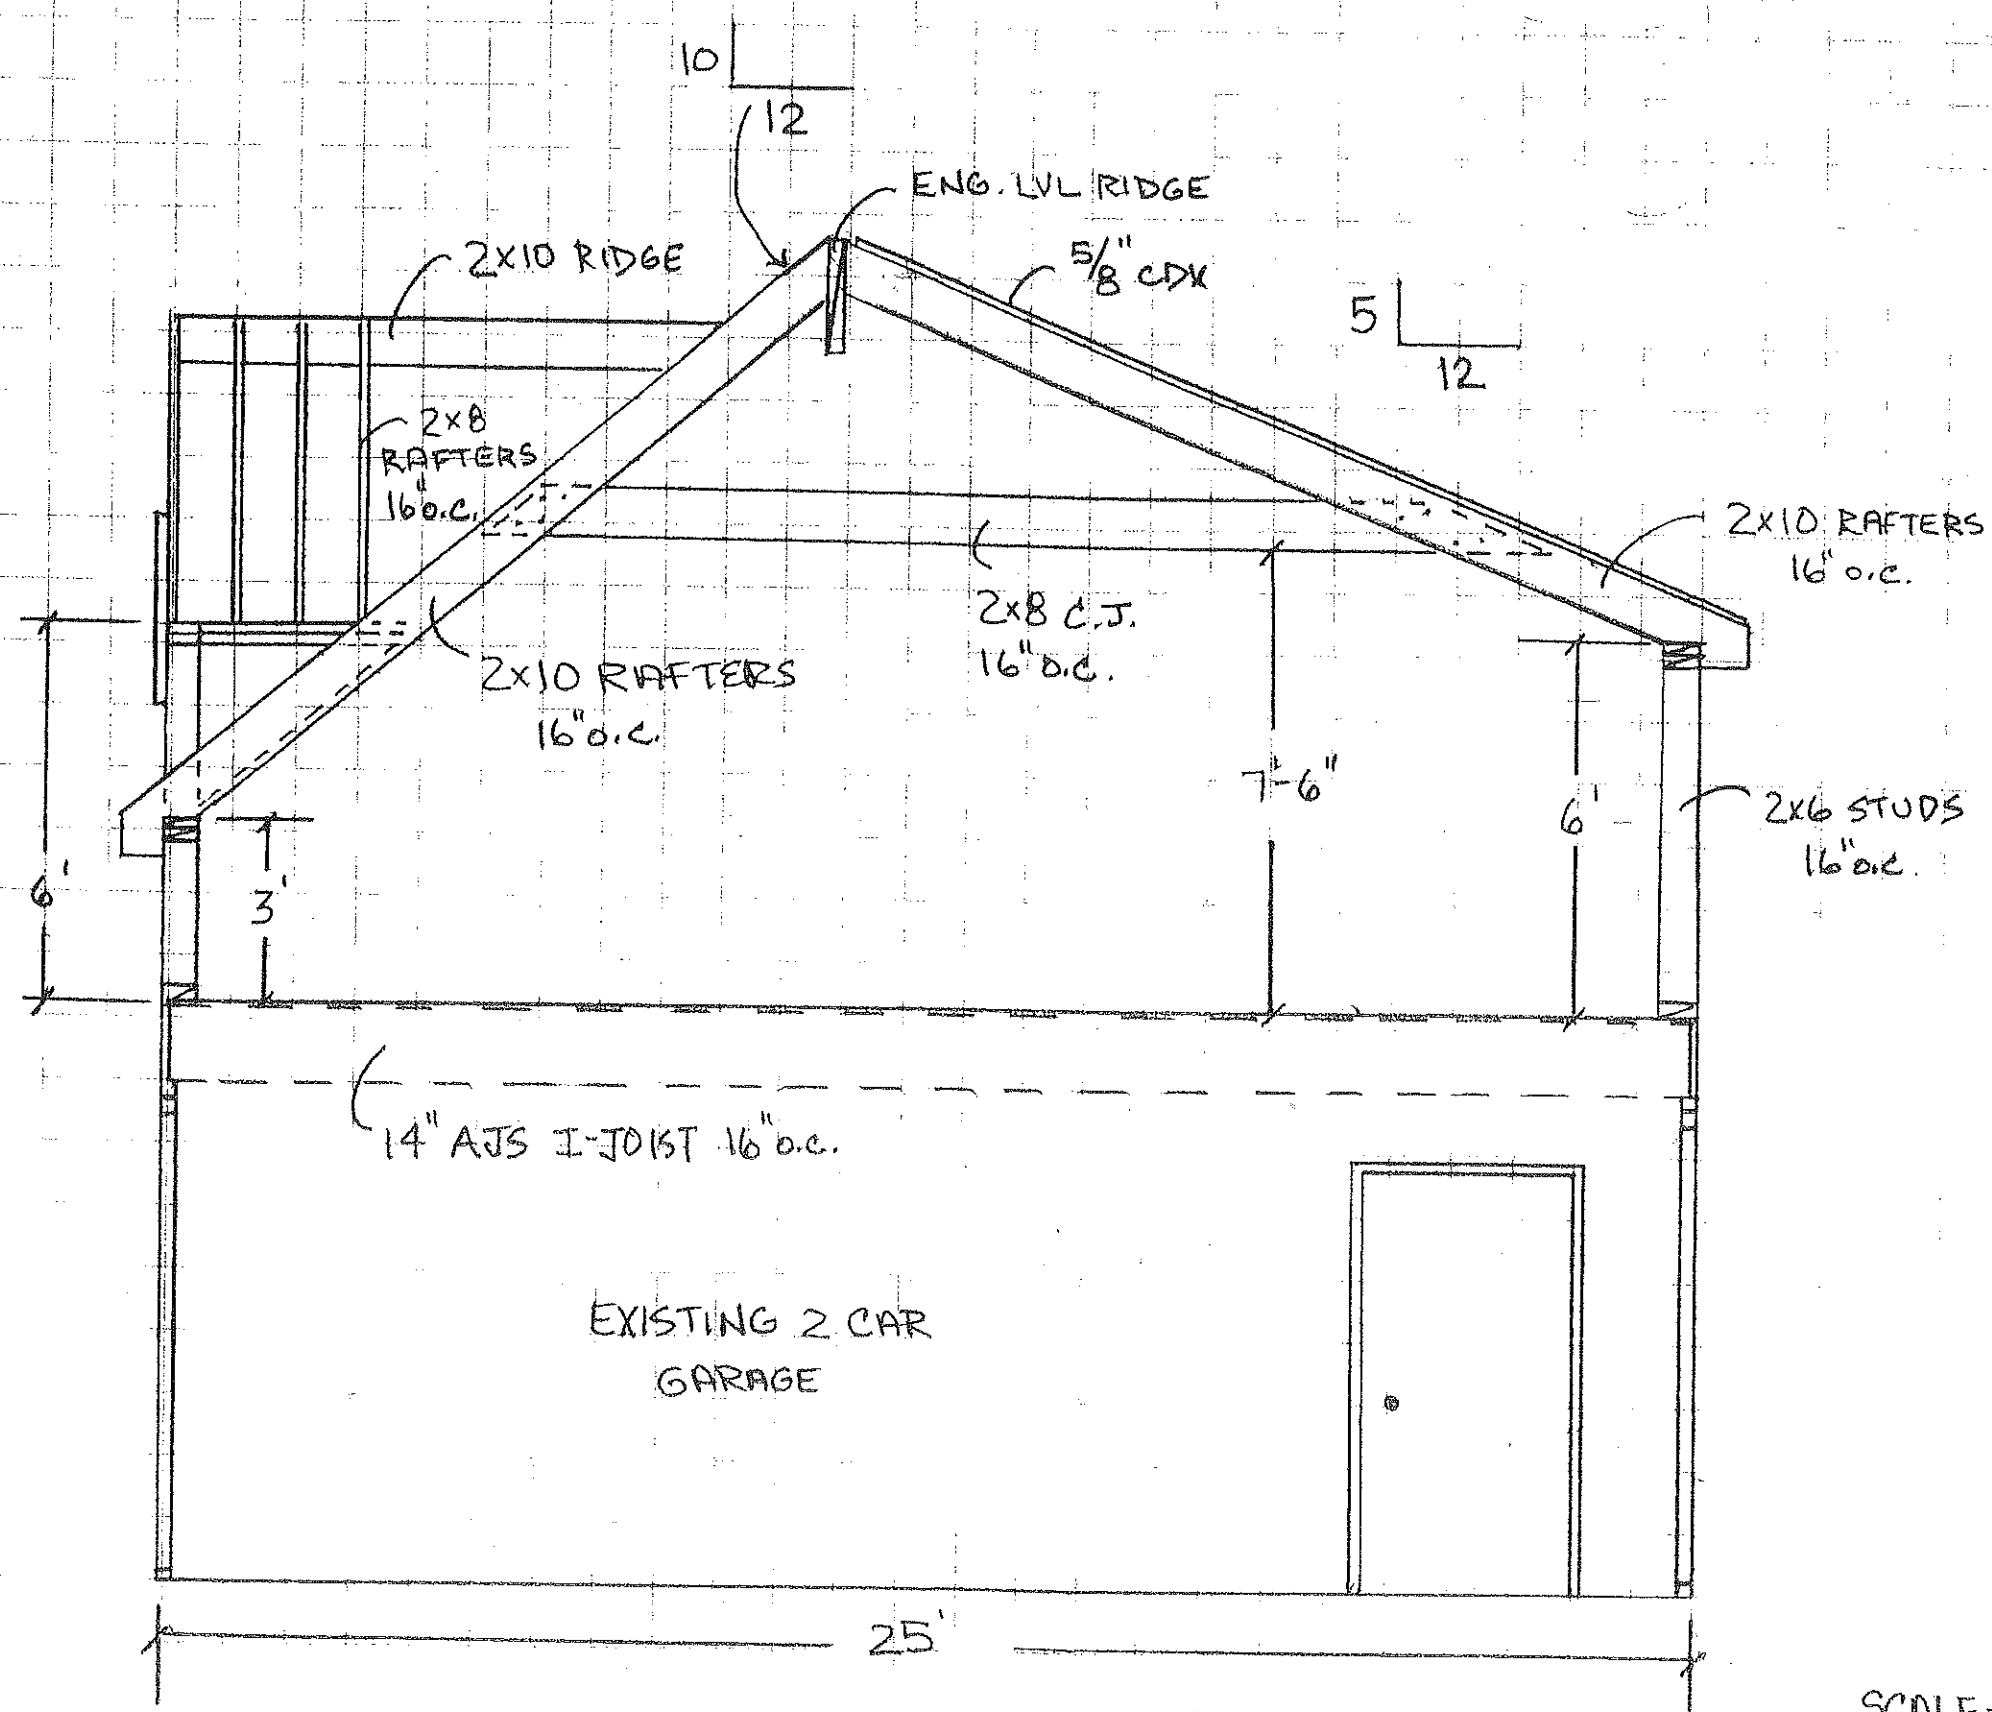 10
12
ENG. LVL RIDGE
2X10 RIDGE
5/8" CDX
5
12
2X8
RAFTERS
16" O.C.
2X10 RAFTERS
16" O.C.
2X8 C.J.
16" O.C.
2X10 RAFTERS
16" O.C.
7'-6"
6'
2X6 STUDS
16" O.C.
6'
3'
14" AJS I-JOIST 16" O.C.
EXISTING 2 CAR
GARAGE
25'